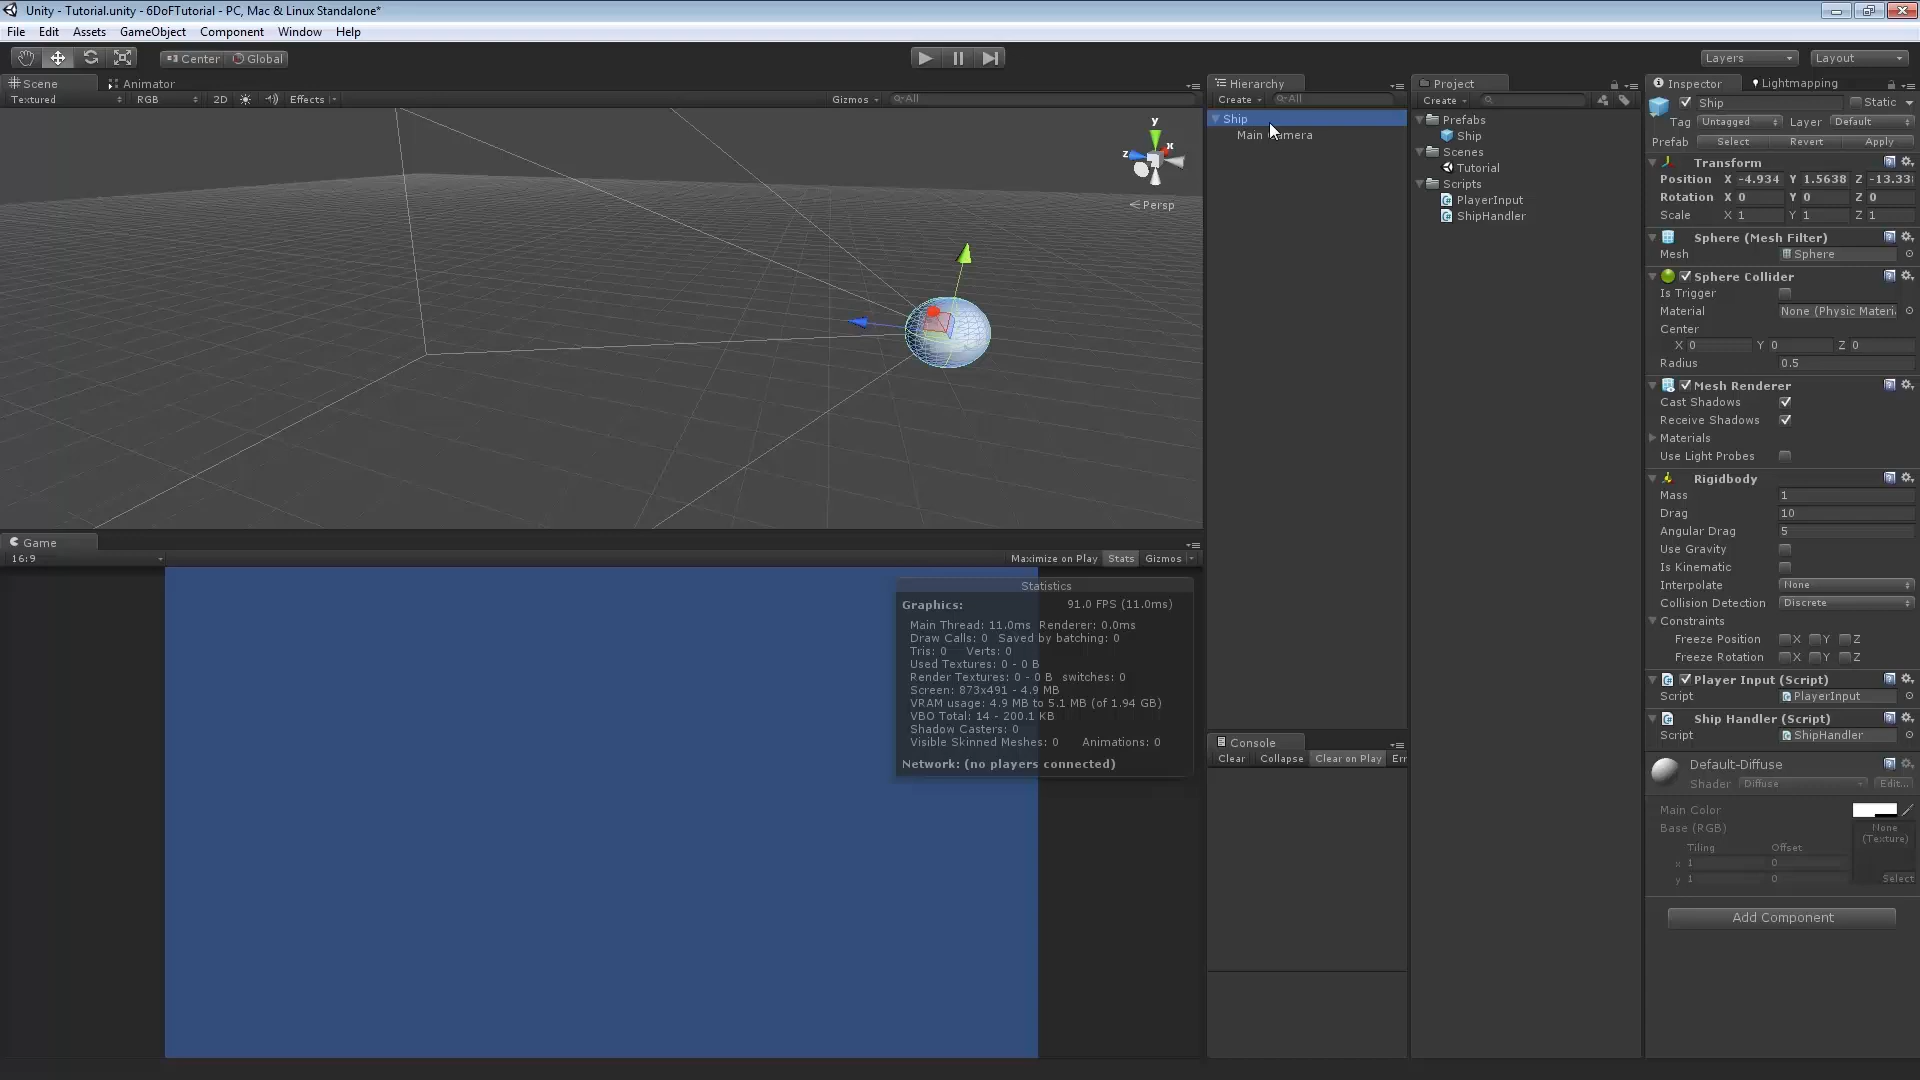 Unity - Tutorial.unity - 6DoFTutorial - PC, Mac & Linux Standalone*
File Edit Assets GameObject Component Window Help
Center Global
Layers Layout
Scene Animator
Textured RGB 2D Effects Gizmos All
y
x
z
Persp
Game
16:9 Maximize on Play Stats Gizmos
Statistics
Graphics: 91.0 FPS (11.0ms)
Main Thread: 11.0ms Renderer: 0.0ms
Draw Calls: 0 Saved by batching: 0
Tris: 0 Verts: 0
Used Textures: 0 - 0 B
Render Textures: 0 - 0 B switches: 0
Screen: 873x491 - 4.9 MB
VRAM usage: 4.9 MB to 5.1 MB (of 1.94 GB)
VBO Total: 14 - 200.1 KB
Shadow Casters: 0
Visible Skinned Meshes: 0 Animations: 0
Network: (no players connected)
Hierarchy
Create All
Ship
Main Camera
Console
Clear Collapse Clear on Play Err
Project
Create
Prefabs
Ship
Scenes
Tutorial
Scripts
PlayerInput
ShipHandler
Inspector Lightmapping
Ship Static
Tag Untagged Layer Default
Prefab Select Revert Apply
Transform
Position X -4.934 Y 1.5638 Z -13.33
Rotation X 0 Y 0 Z 0
Scale X 1 Y 1 Z 1
Sphere (Mesh Filter)
Mesh Sphere
Sphere Collider
Is Trigger
Material None (Physic Materi
Center
X 0 Y 0 Z 0
Radius 0.5
Mesh Renderer
Cast Shadows
Receive Shadows
Materials
Use Light Probes
Rigidbody
Mass 1
Drag 10
Angular Drag 5
Use Gravity
Is Kinematic
Interpolate None
Collision Detection Discrete
Constraints
Freeze Position X Y Z
Freeze Rotation X Y Z
Player Input (Script)
Script PlayerInput
Ship Handler (Script)
Script ShipHandler
Default-Diffuse
Shader Diffuse Edit...
Main Color
Base (RGB) None
(Texture)
Tiling Offset
x 1 0
y 1 0 Select
Add Component